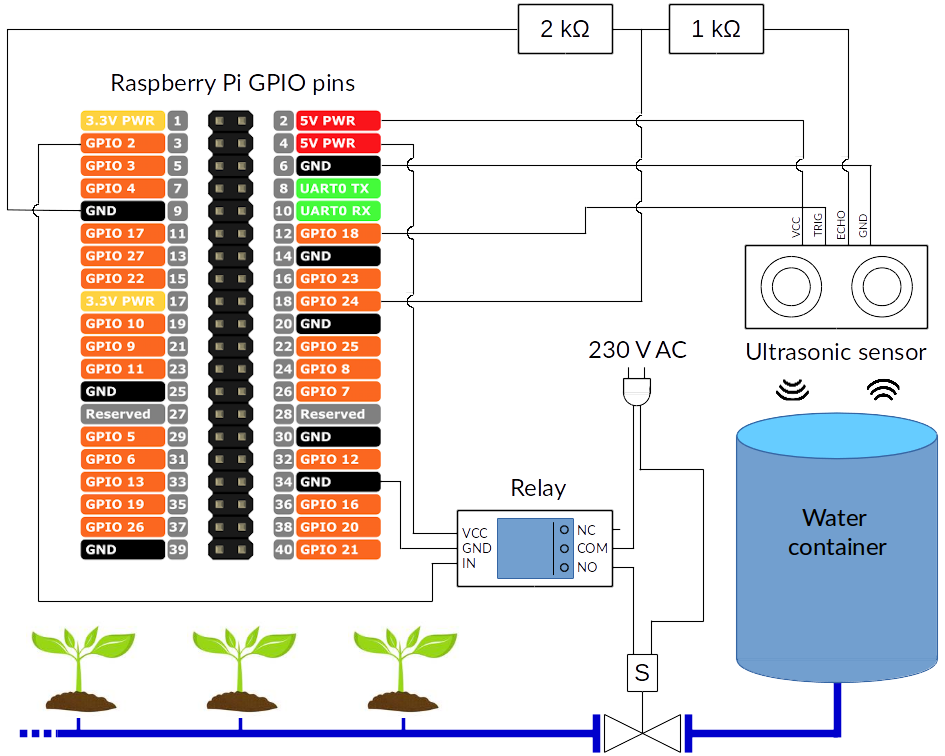 2 kΩ 1 kΩ
Raspberry Pi GPIO pins
3.3V PWR 1 2 5V PWR
GPIO 2 3 4 5V PWR
GPIO 3 5 6 GND
GPIO 4 7 8 UART0 TX
GND 9 10 UART0 RX
GPIO 17 11 12 GPIO 18
GPIO 27 13 14 GND
GPIO 22 15 16 GPIO 23
3.3V PWR 17 18 GPIO 24
GPIO 10 19 20 GND
GPIO 9 21 22 GPIO 25
GPIO 11 23 24 GPIO 8
GND 25 26 GPIO 7
Reserved 27 28 Reserved
GPIO 5 29 30 GND
GPIO 6 31 32 GPIO 12
GPIO 13 33 34 GND
GPIO 19 35 36 GPIO 16
GPIO 26 37 38 GPIO 20
GND 39 40 GPIO 21
VCC
TRIG
ECHO
GND
Ultrasonic sensor
230 V AC
Relay
VCC
GND
IN
NC
COM
NO
S
Water
container